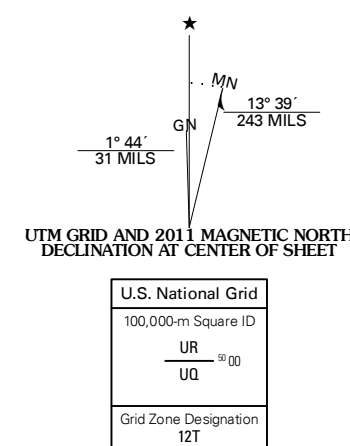 ★
MN
GN
13° 39´
243 MILS
1° 44´
31 MILS
UTM GRID AND 2011 MAGNETIC NORTH
DECLINATION AT CENTER OF SHEET
U.S. National Grid
100,000-m Square ID
UR
50 00
UQ
Grid Zone Designation
12T